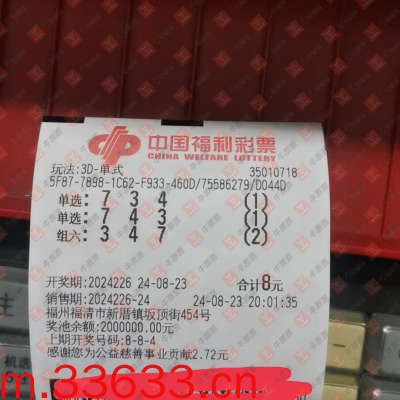 中国福利彩票
CHINA WELFARE LOTTERY
玩法:3D-单式 35010718
5F87-7898-1C62-F933-460D/75586279/D044D
单选: 7 3 4 (1)
单选: 7 4 3 (1)
组六: 3 4 7 (2)
开奖期:2024226 24-08-23 合计8元
销售期:2024226-24 24-08-23 20:01:35
福州福清市新厝镇坂顶街454号
奖池余额:2000000.00元
上期开奖号码:8-8-4
感谢您为公益慈善事业贡献2.72元
机选
m.33633.cn